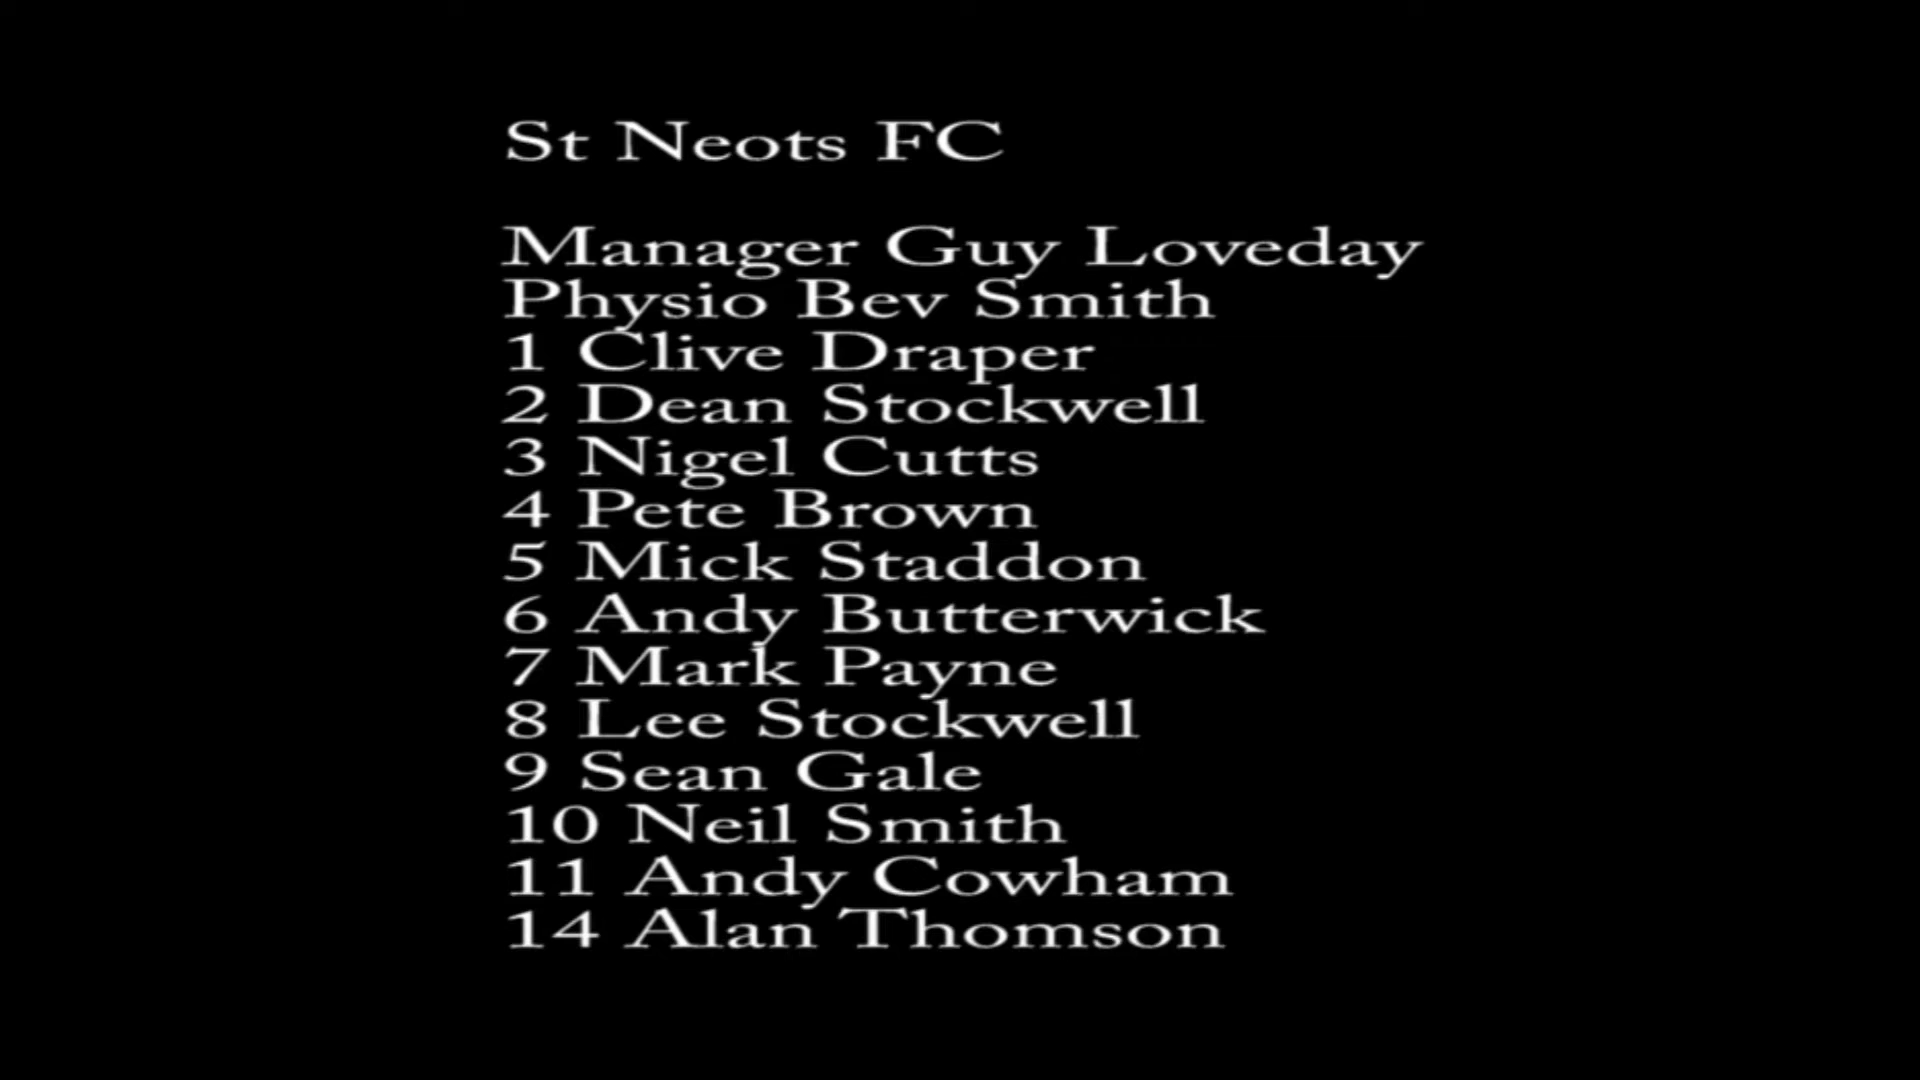 St Neots FC
Manager Guy Loveday
Physio Bev Smith
1 Clive Draper
2 Dean Stockwell
3 Nigel Cutts
4 Pete Brown
5 Mick Staddon
6 Andy Butterwick
7 Mark Payne
8 Lee Stockwell
9 Sean Gale
10 Neil Smith
11 Andy Cowham
14 Alan Thomson